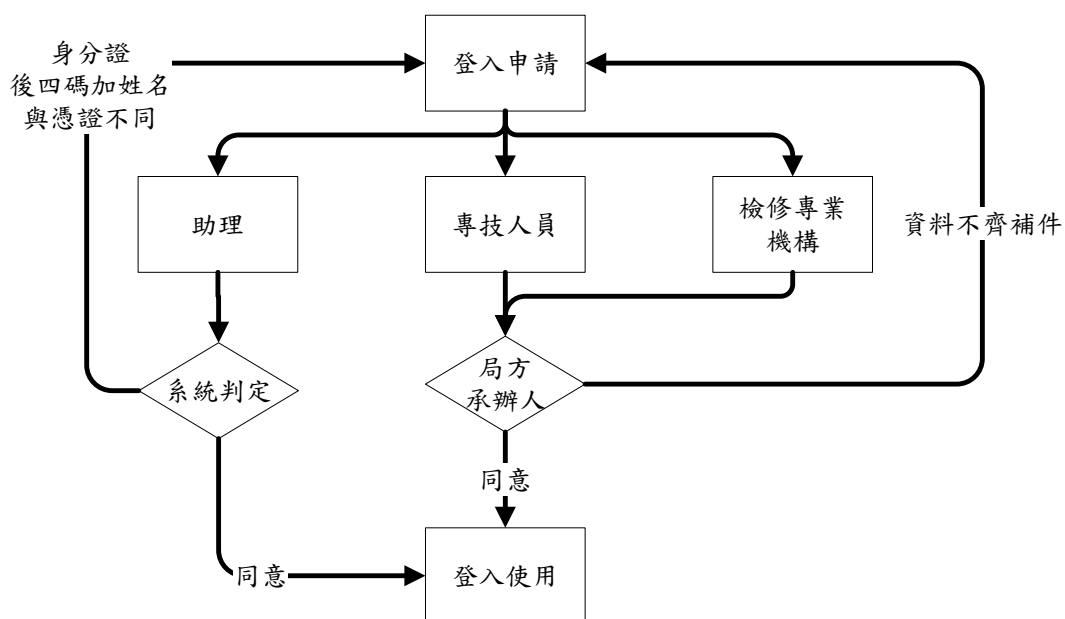 身分證
後四碼加姓名
與憑證不同
登入申請
助理
專技人員
檢修專業
機構
資料不齊補件
系統判定
局方
承辦人
同意
同意
登入使用